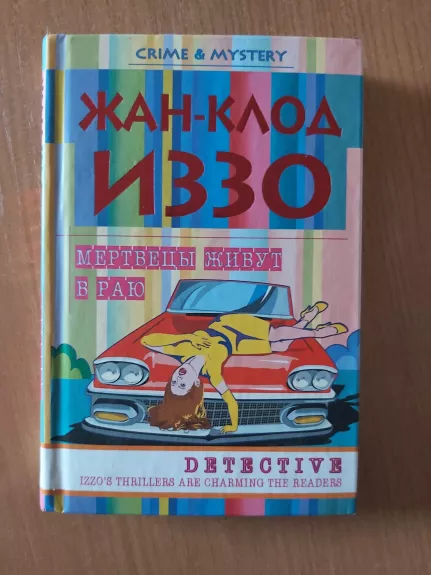 CRIME & MYSTERY
ЖАН-КЛОД
ИЗЗО
МЕРТВЕЦЫ ЖИВУТ
В РАЮ
DETECTIVE
IZZO'S THRILLERS ARE CHARMING THE READERS